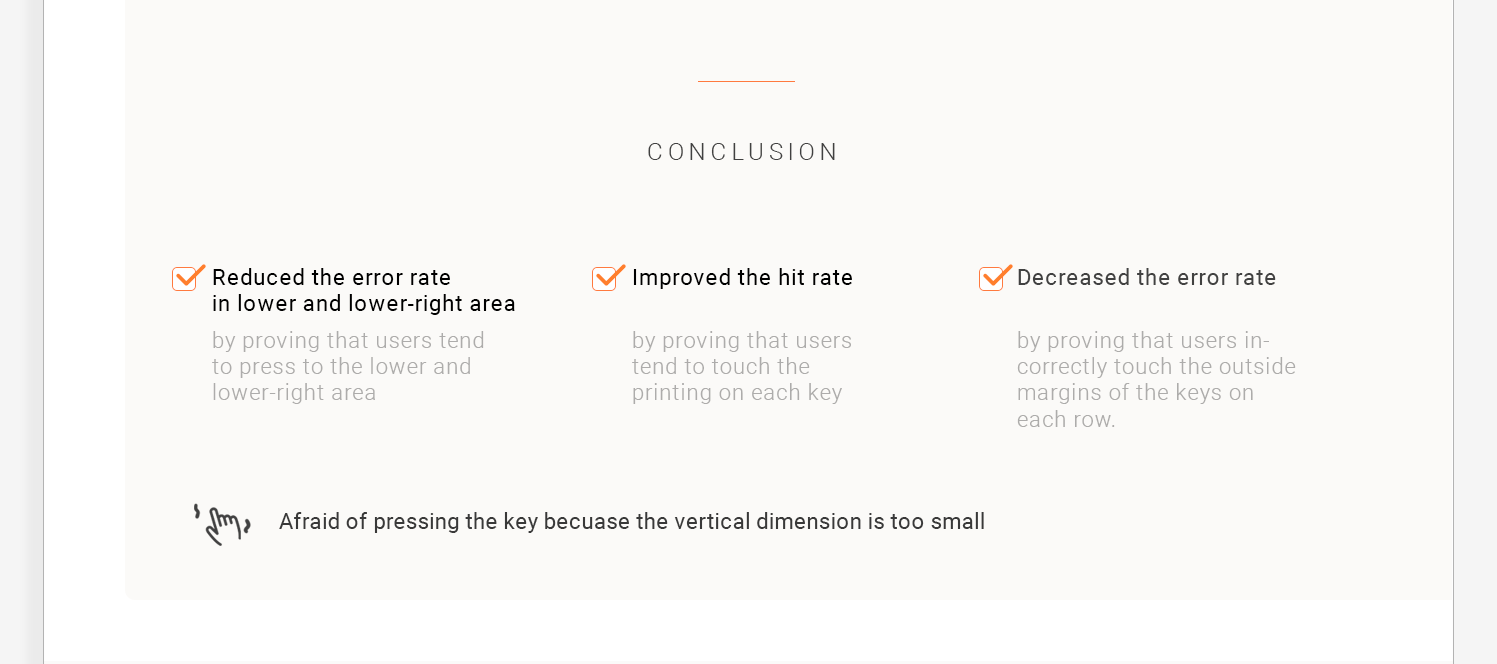 CONCLUSION
Reduced the error rate
in lower and lower-right area
by proving that users tend
to press to the lower and
lower-right area
Improved the hit rate
by proving that users
tend to touch the
printing on each key
Decreased the error rate
by proving that users in-
correctly touch the outside
margins of the keys on
each row.
Afraid of pressing the key becuase the vertical dimension is too small